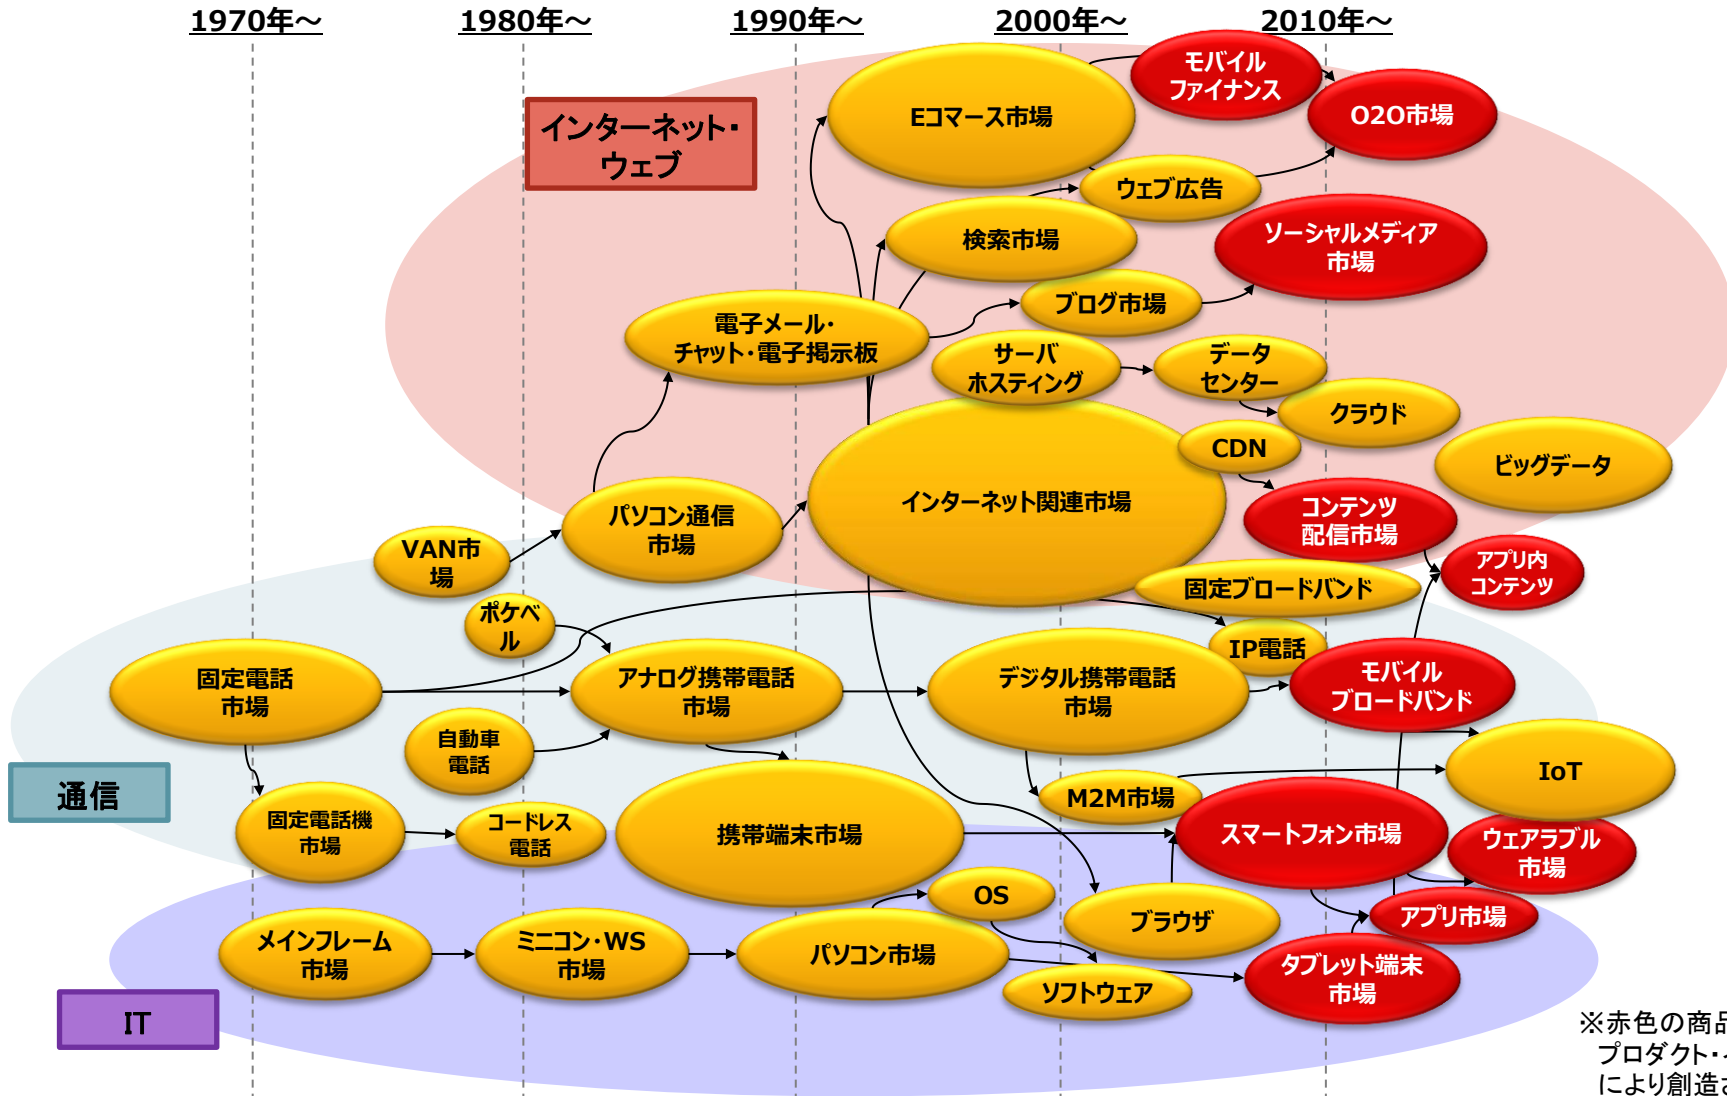 1970年～
1980年～
1990年～
2000年～
2010年～
インターネット・
ウェブ
Eコマース市場
モバイル
ファイナンス
O2O市場
ウェブ広告
検索市場
ソーシャルメディア
市場
ブログ市場
電子メール・
チャット・電子掲示板
サーバ
ホスティング
データ
センター
クラウド
CDN
ビッグデータ
インターネット関連市場
コンテンツ
配信市場
パソコン通信
市場
VAN市
場
アプリ内
コンテンツ
固定ブロードバンド
ポケベ
ル
IP電話
固定電話
市場
アナログ携帯電話
市場
デジタル携帯電話
市場
モバイル
ブロードバンド
自動車
電話
IoT
通信
M2M市場
固定電話機
市場
コードレス
電話
携帯端末市場
スマートフォン市場
ウェアラブル
市場
OS
ブラウザ
アプリ市場
メインフレーム
市場
ミニコン・WS
市場
パソコン市場
タブレット端末
市場
ソフトウェア
IT
※赤色の商品
プロダクト・
により創造